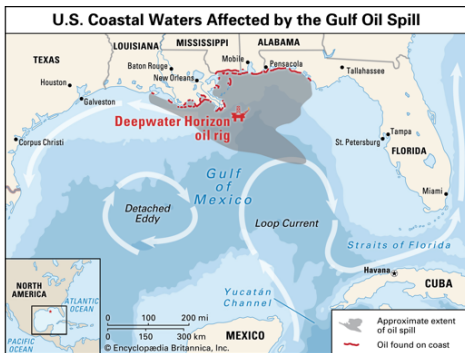 U.S. Coastal Waters Affected by the Gulf Oil Spill
TEXAS
LOUISIANA
MISSISSIPPI
ALABAMA
Baton Rouge
Mobile
Pensacola
Tallahassee
Houston
New Orleans
Galveston
Deepwater Horizon
oil rig
Corpus Christi
St. Petersburg
Tampa
FLORIDA
Gulf
of
Mexico
Miami
Detached
Eddy
Loop Current
Straits of Florida
Havana
CUBA
Yucatán
Channel
NORTH
AMERICA
ATLANTIC
OCEAN
PACIFIC
OCEAN
0 100 200 mi
0 150 300 km
© Encyclopædia Britannica, Inc.
MEXICO
Approximate extent
of oil spill
Oil found on coast